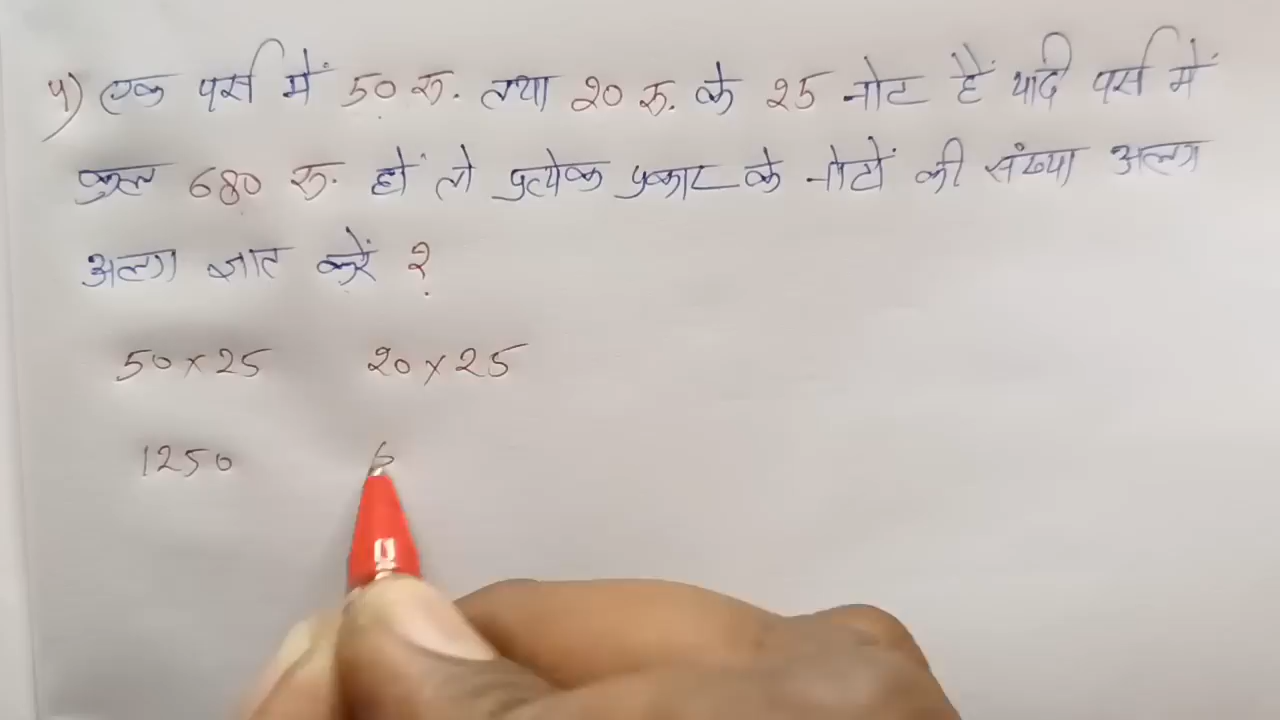 ५) एक पर्स में 50 रु. तथा 20 रु. के 25 नोट हैं यदि पर्स में
कुल 680 रु. हों तो प्रत्येक प्रकार के नोटों की संख्या अलग
अलग ज्ञात करें ?
50 x 25 20 x 25
1250